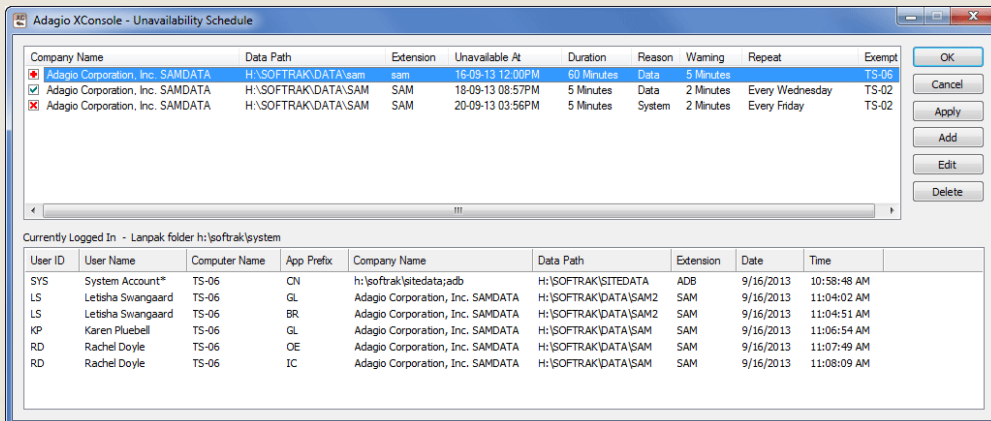 Adagio XConsole - Unavailability Schedule
Company Name Data Path Extension Unavailable At Duration Reason Warning Repeat Exempt
Adagio Corporation, Inc. SAMDATA H:\SOFTRAK\DATA\sam sam 16-09-13 12:00PM 60 Minutes Data 5 Minutes TS-06
Adagio Corporation, Inc. SAMDATA H:\SOFTRAK\DATA\SAM SAM 18-09-13 08:57PM 5 Minutes Data 2 Minutes Every Wednesday TS-02
Adagio Corporation, Inc. SAMDATA H:\SOFTRAK\DATA\SAM SAM 20-09-13 03:56PM 5 Minutes System 2 Minutes Every Friday TS-02
OK
Cancel
Apply
Add
Edit
Delete
Currently Logged In - Lanpak folder h:\softrak\system
User ID User Name Computer Name App Prefix Company Name Data Path Extension Date Time
SYS System Account* TS-06 CN h:\softrak\sitedata;adb H:\SOFTRAK\SITEDATA ADB 9/16/2013 10:58:48 AM
LS Letisha Swangaard TS-06 GL Adagio Corporation, Inc. SAMDATA H:\SOFTRAK\DATA\SAM2 SAM 9/16/2013 11:04:02 AM
LS Letisha Swangaard TS-06 BR Adagio Corporation, Inc. SAMDATA H:\SOFTRAK\DATA\SAM2 SAM 9/16/2013 11:04:51 AM
KP Karen Pluebell TS-06 GL Adagio Corporation, Inc. SAMDATA H:\SOFTRAK\DATA\SAM SAM 9/16/2013 11:06:54 AM
RD Rachel Doyle TS-06 OE Adagio Corporation, Inc. SAMDATA H:\SOFTRAK\DATA\SAM SAM 9/16/2013 11:07:49 AM
RD Rachel Doyle TS-06 IC Adagio Corporation, Inc. SAMDATA H:\SOFTRAK\DATA\SAM SAM 9/16/2013 11:08:09 AM